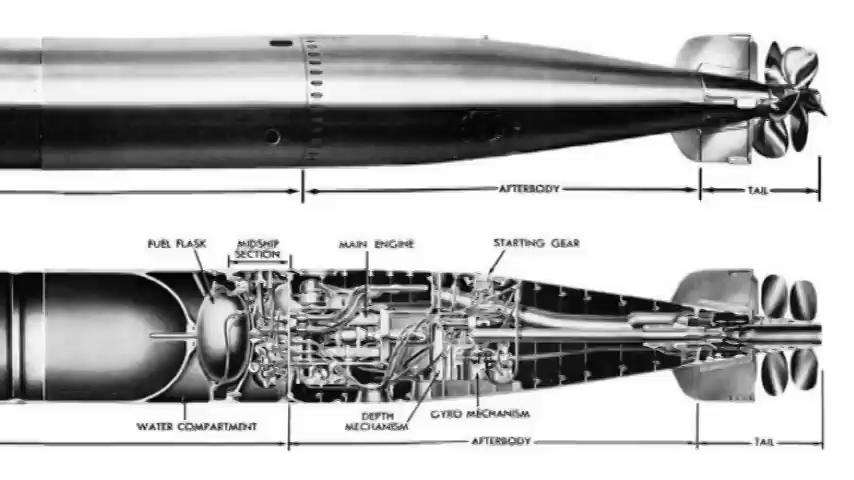 AFTERBODY
TAIL
FUEL FLASK
MIDSHIP
SECTION
MAIN ENGINE
STARTING GEAR
WATER COMPARTMENT
DEPTH
MECHANISM
GYRO MECHANISM
AFTERBODY
TAIL